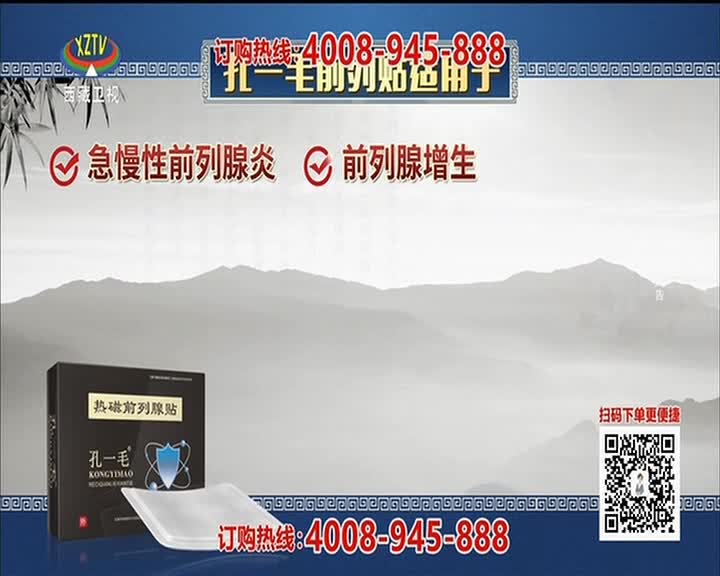 XZTV
西藏卫视
订购热线:4008-945-888
孔一毛前列贴适用于
急慢性前列腺炎
前列腺增生
告
扫码下单更便捷
热磁前列腺贴
孔一毛
KONGYIMAO
订购热线:4008-945-888